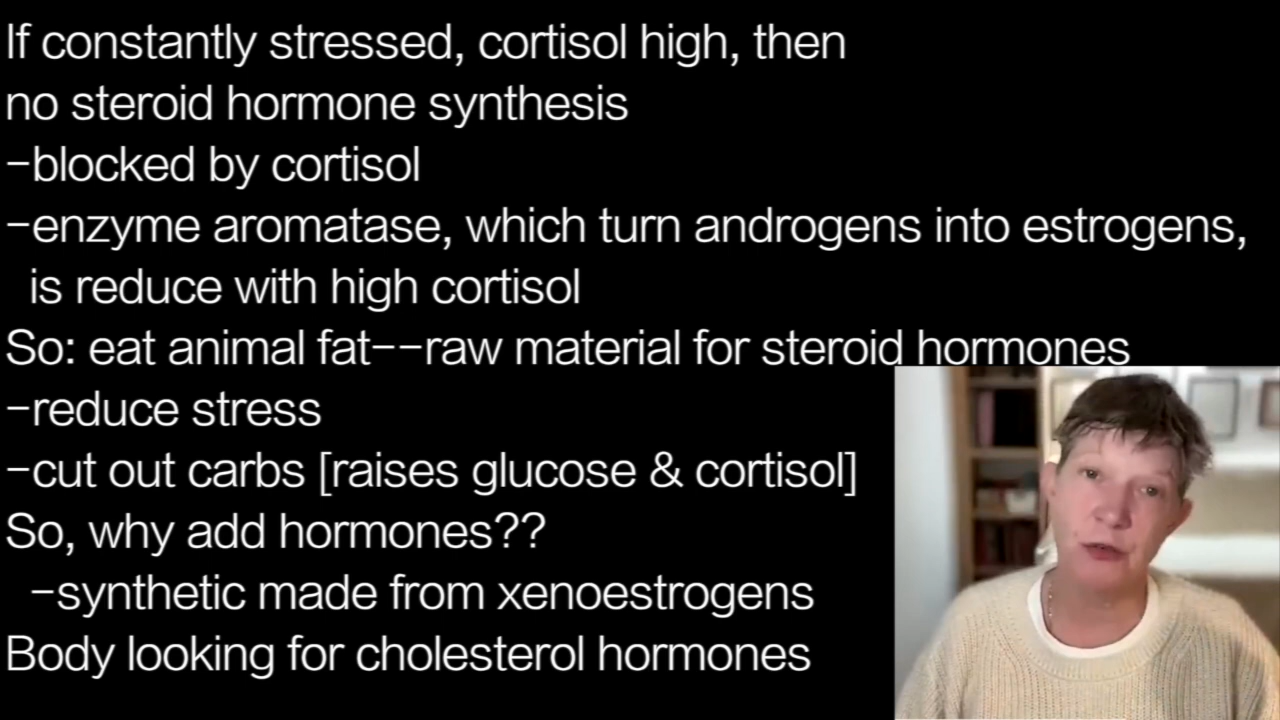 If constantly stressed, cortisol high, then
no steroid hormone synthesis
-blocked by cortisol
-enzyme aromatase, which turn androgens into estrogens,
is reduce with high cortisol
So: eat animal fat--raw material for steroid hormones
-reduce stress
-cut out carbs [raises glucose & cortisol]
So, why add hormones??
-synthetic made from xenoestrogens
Body looking for cholesterol hormones